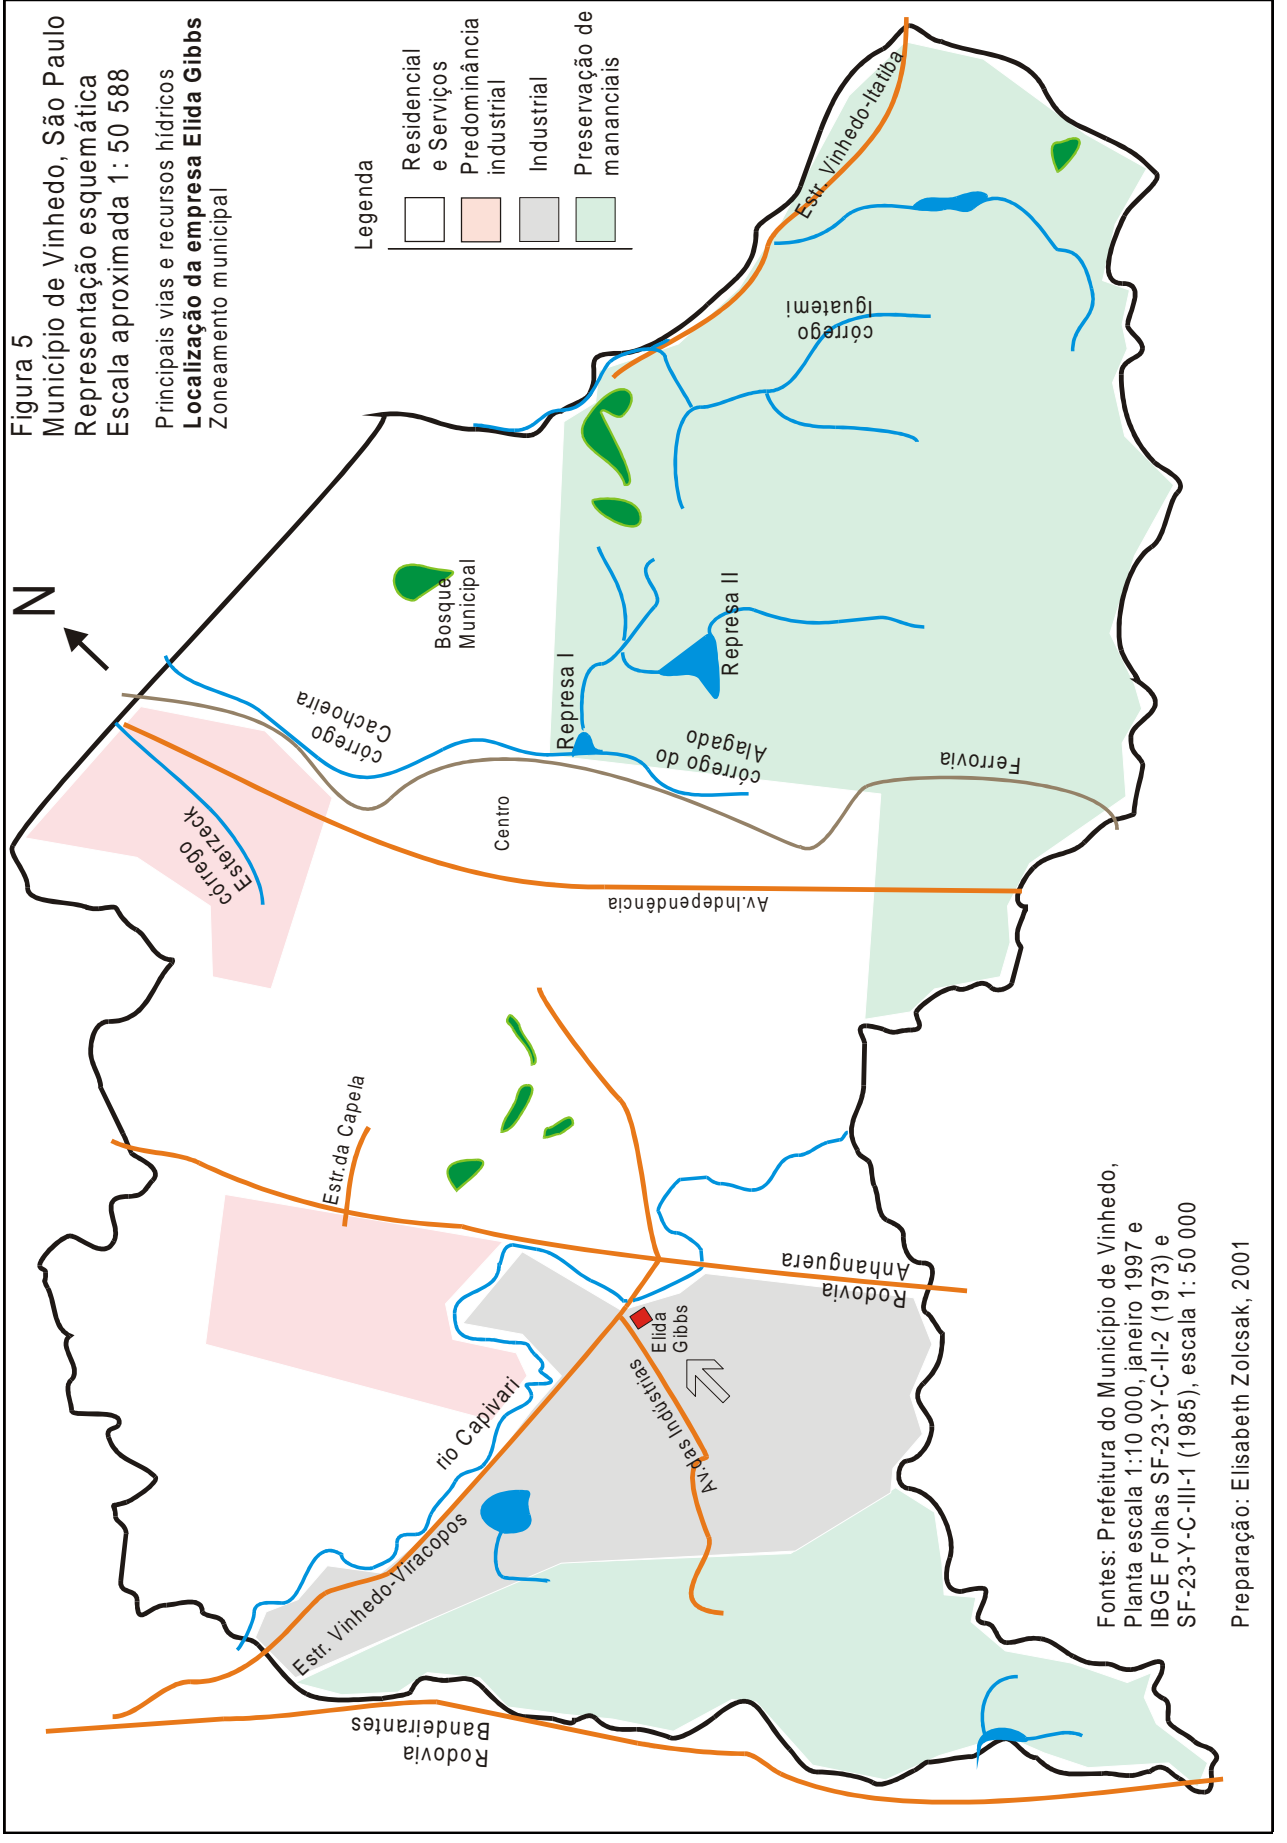 Figura 5
Município de Vinhedo, São Paulo
Representação esquemática
Escala aproximada 1: 50 588
Principais vias e recursos hídricos
Localização da empresa Elida Gibbs
Zoneamento municipal
N
Legenda
Residencial
e Serviços
Predominância
industrial
Industrial
Preservação de
mananciais
Estr. Vinhedo-Itatiba
córrego
Iguatemi
Bosque
Municipal
Represa I
Represa II
córrego
Cachoeira
córrego do
Alagado
Ferrovia
Centro
córrego
Esterzeck
Av.Independência
Estr.da Capela
Rodovia
Anhanguera
Elida
Gibbs
Av.das Indústrias
rio Capivari
Estr. Vinhedo-Viracopos
Rodovia
Bandeirantes
Fontes: Prefeitura do Município de Vinhedo,
Planta escala 1:10 000, janeiro 1997 e
IBGE Folhas SF-23-Y-C-II-2 (1973) e
SF-23-Y-C-III-1 (1985), escala 1: 50 000
Preparação: Elisabeth Zolcsak, 2001